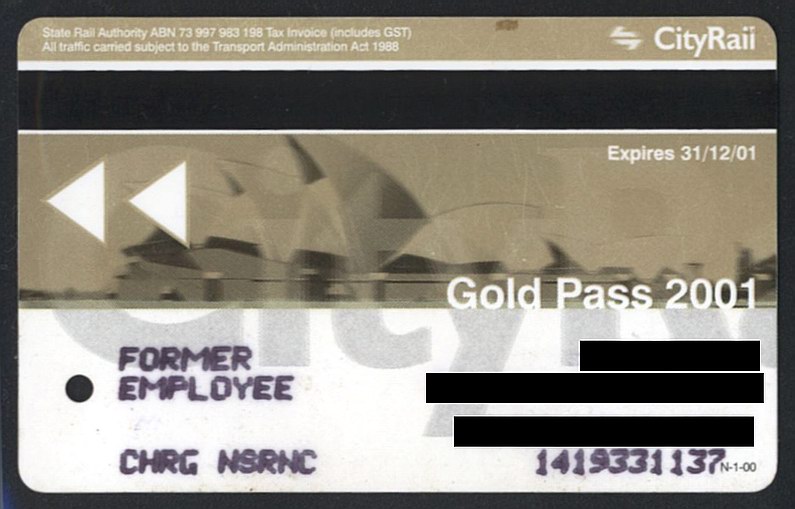 State Rail Authority ABN 73 997 983 198 Tax Invoice (includes GST)
All traffic carried subject to the Transport Administration Act 1988
CityRail
Expires 31/12/01
Gold Pass 2001
CityRa
FORMER
EMPLOYEE
CHRG NSRNC
1419331137
N-1-00